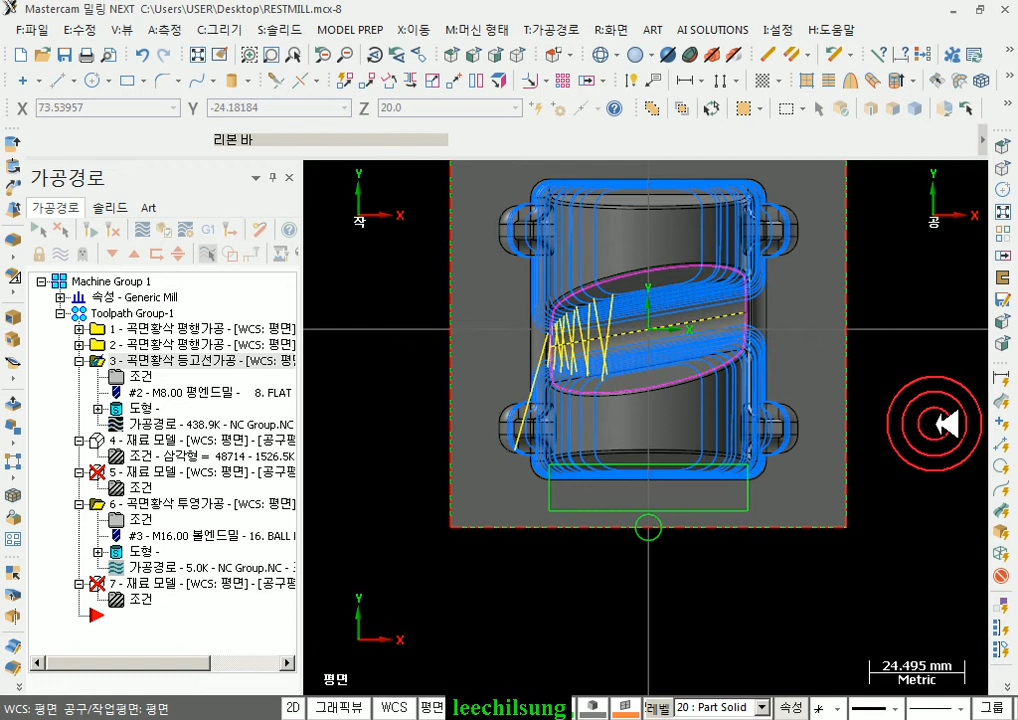 Mastercam 밀링 NEXT  C:\Users\USER\Desktop\RESTMILL.mcx-8
F:파일 E:수정 V:뷰 A:측정 C:그리기 S:솔리드 MODEL PREP X:이동 M:머신 형태 T:가공경로 R:화면 ART AI SOLUTIONS I:설정 H:도움말
X 73.53957 Y -24.18184 Z 20.0
리본 바
가공경로
가공경로 솔리드 Art
G1
Machine Group 1
속성 - Generic Mill
Toolpath Group-1
1 - 곡면황삭 평행가공 - [WCS: 평면]
2 - 곡면황삭 평행가공 - [WCS: 평면]
3 - 곡면황삭 등고선가공 - [WCS: 평면
조건
#2 - M8.00 평엔드밀 - 8. FLAT
도형 -
가공경로 - 438.9K - NC Group.NC
4 - 재료 모델 - [WCS: 평면] - [공구평
조건 - 삼각형 = 48714 - 1526.5K
5 - 재료 모델 - [WCS: 평면] - [공구평
조건
6 - 곡면황삭 투영가공 - [WCS: 평면]
조건
#3 - M16.00 볼엔드밀 - 16. BALL
도형 -
가공경로 - 5.0K - NC Group.NC -
7 - 재료 모델 - [WCS: 평면] - [공구평
조건
Y
X
작
Y
X
공
Y
X
Y
X
평면
24.495 mm
Metric
WCS: 평면 공구/작업평면: 평면
2D 그래픽뷰 WCS 평면 leechilsung 레벨 20 : Part Solid 속성 그룹